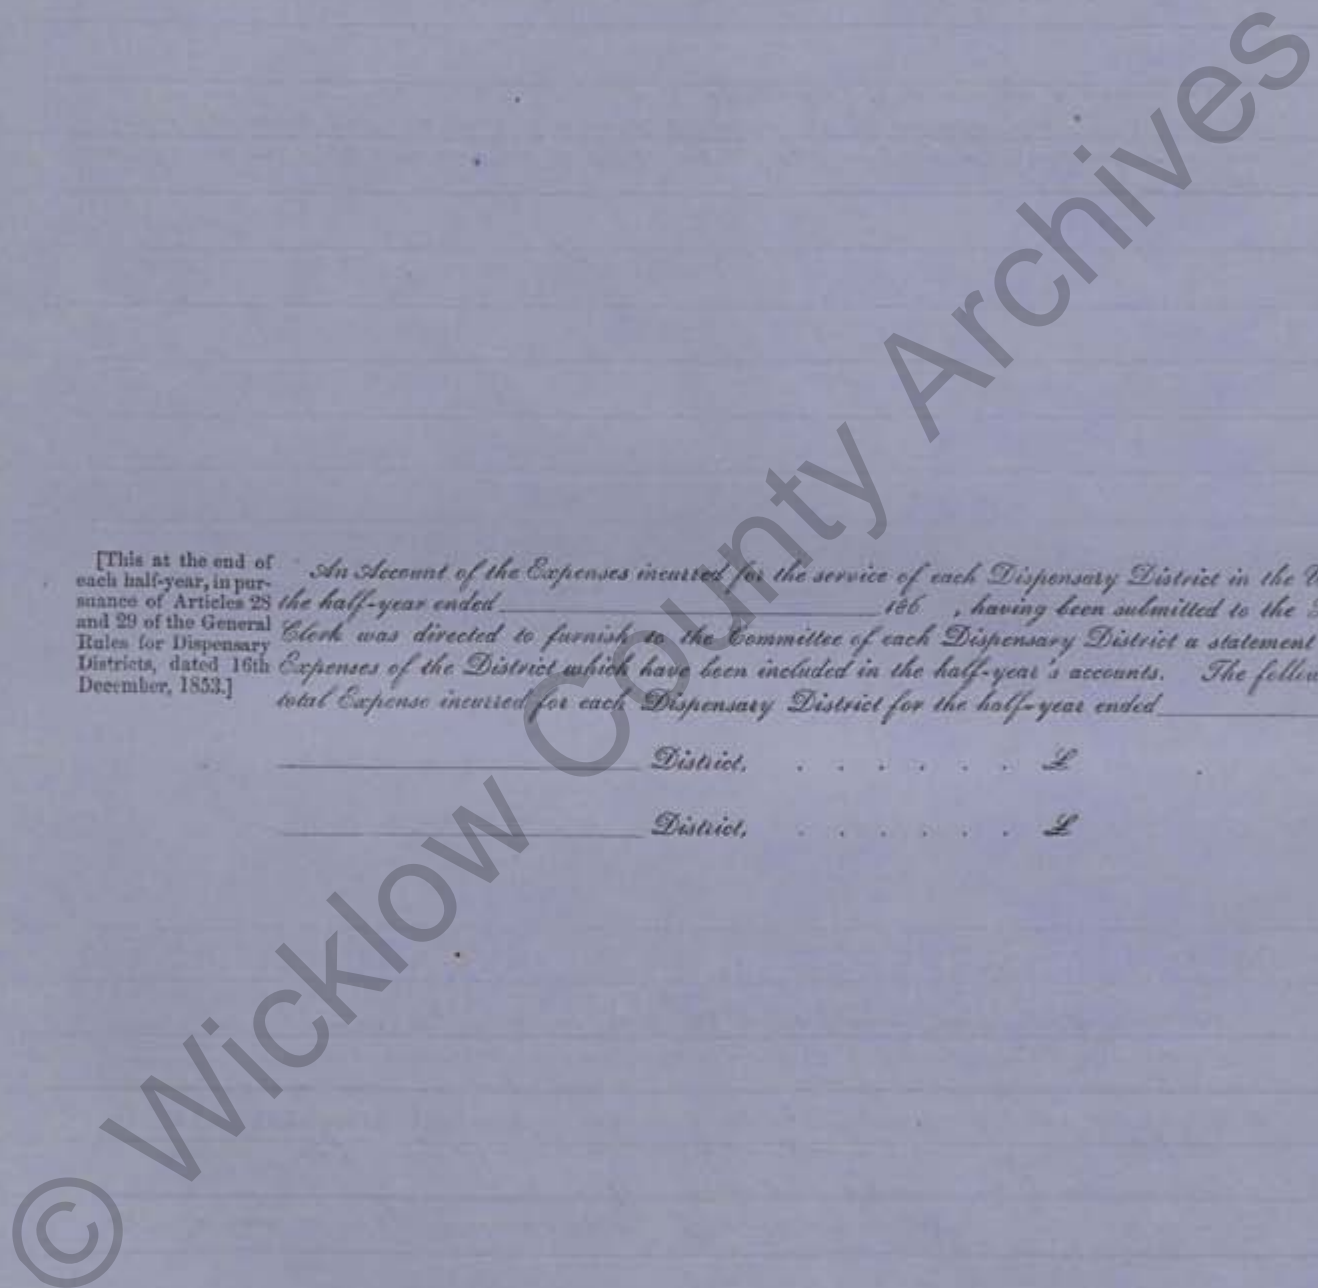 [This at the end of
each half-year, in pur-
suance of Articles 28
and 29 of the General
Rules for Dispensary
Districts, dated 16th
December, 1853.]
An Account of the Expenses incurred for the service of each Dispensary District in the
the half-year ended 186 , having been submitted to the
Clerk was directed to furnish to the Committee of each Dispensary District a statement
Expenses of the District which have been included in the half-year's accounts. The
total Expense incurred for each Dispensary District for the half-year ended
District, . . . . . . £
District, . . . . . . £
© Wicklow County Archives